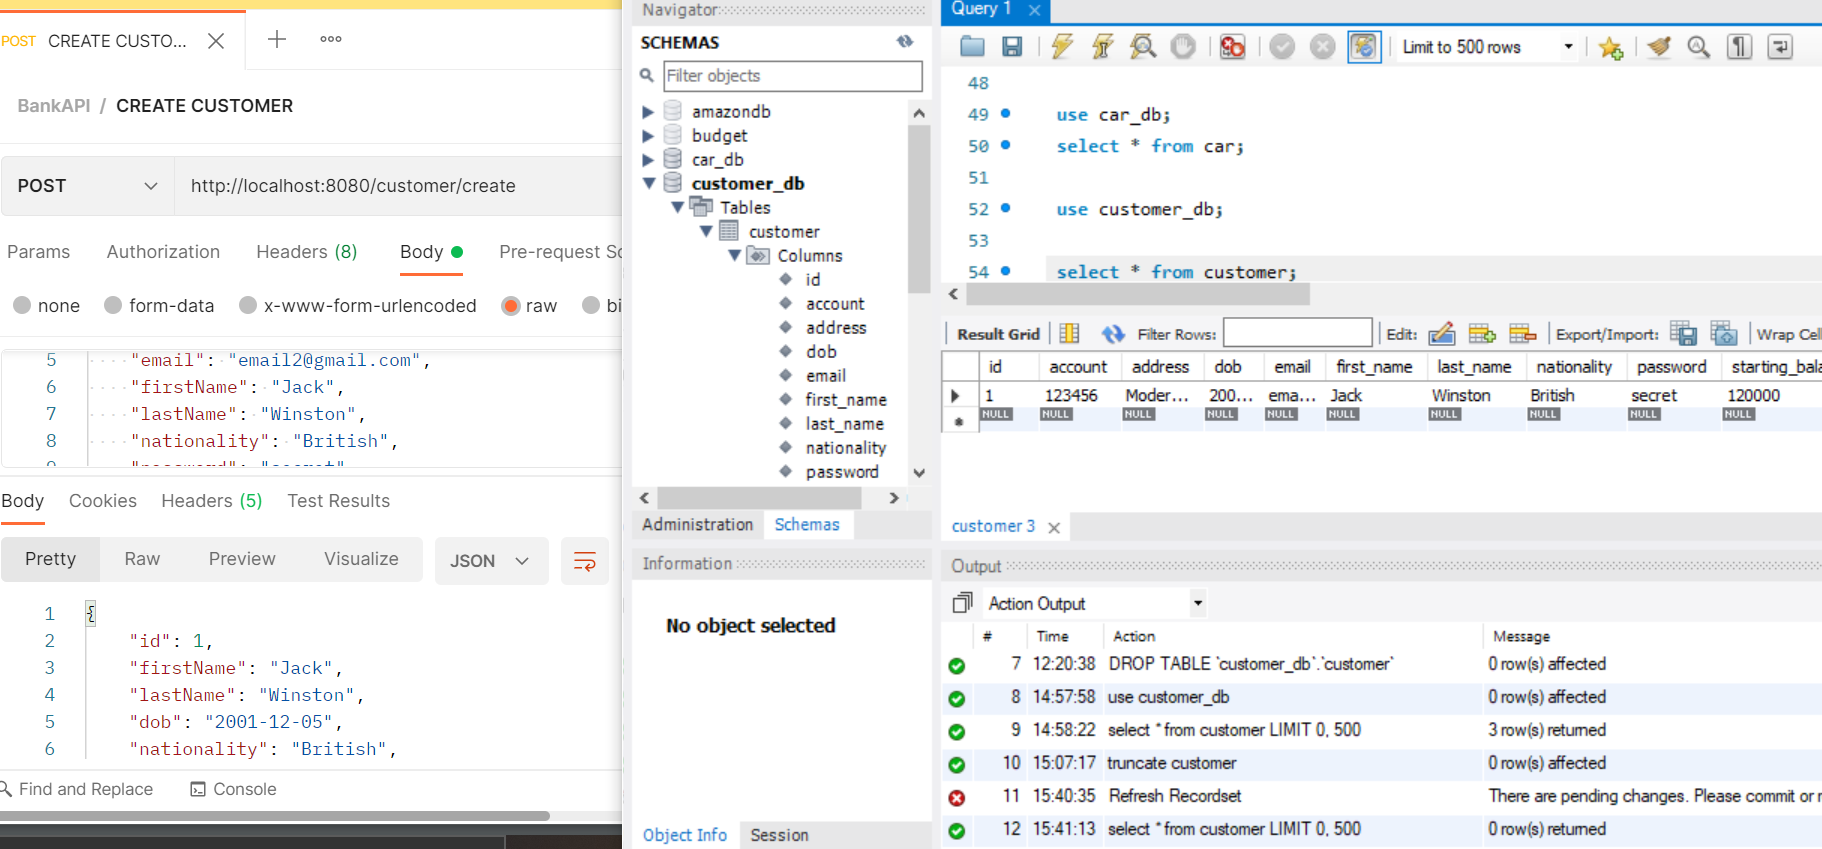 POST CREATE CUSTO...
BankAPI / CREATE CUSTOMER
POST http://localhost:8080/customer/create
Params Authorization Headers (8) Body Pre-request Sc
none form-data x-www-form-urlencoded raw bi
5 "email": "email2@gmail.com",
6 "firstName": "Jack",
7 "lastName": "Winston",
8 "nationality": "British",
Body Cookies Headers (5) Test Results
Pretty Raw Preview Visualize JSON
1 {
2 "id": 1,
3 "firstName": "Jack",
4 "lastName": "Winston",
5 "dob": "2001-12-05",
6 "nationality": "British",
Find and Replace Console
Navigator
SCHEMAS
Filter objects
amazondb
budget
car_db
customer_db
Tables
customer
Columns
id
account
address
dob
email
first_name
last_name
nationality
password
Administration Schemas
Information
No object selected
Object Info Session
Query 1
Limit to 500 rows
48
49 use car_db;
50 select * from car;
51
52 use customer_db;
53
54 select * from customer;
Result Grid Filter Rows: Edit: Export/Import: Wrap Cel
id account address dob email first_name last_name nationality password starting_bala
1 123456 Moder... 200... ema... Jack Winston British secret 120000
NULL NULL NULL NULL NULL NULL NULL NULL NULL NULL
customer 3
Output
Action Output
# Time Action Message
7 12:20:38 DROP TABLE `customer_db`.`customer` 0 row(s) affected
8 14:57:58 use customer_db 0 row(s) affected
9 14:58:22 select * from customer LIMIT 0, 500 3 row(s) returned
10 15:07:17 truncate customer 0 row(s) affected
11 15:40:35 Refresh Recordset There are pending changes. Please commit or r
12 15:41:13 select * from customer LIMIT 0, 500 0 row(s) returned